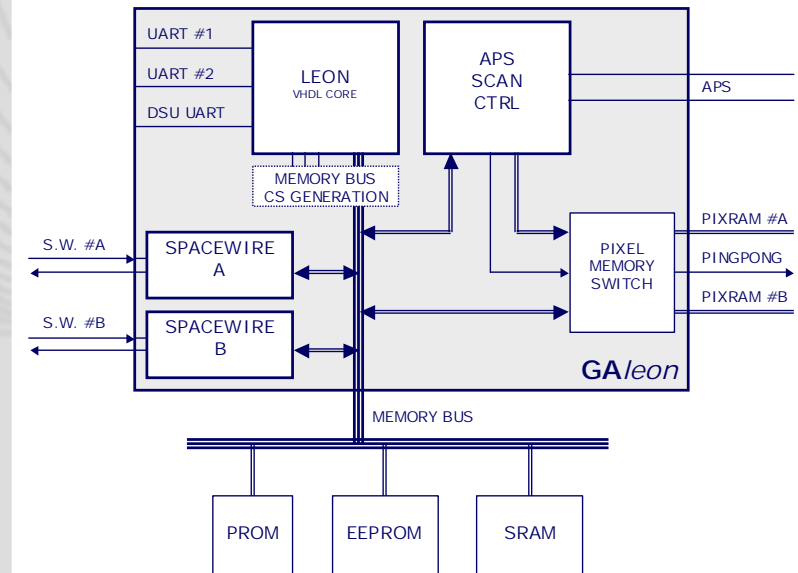 UART #1
UART #2
DSU UART
LEON
VHDL CORE
MEMORY BUS
CS GENERATION
APS
SCAN
CTRL
APS
S.W. #A
SPACEWIRE
A
S.W. #B
SPACEWIRE
B
PIXEL
MEMORY
SWITCH
PIXRAM #A
PINGPONG
PIXRAM #B
GAleon
MEMORY BUS
PROM
EEPROM
SRAM